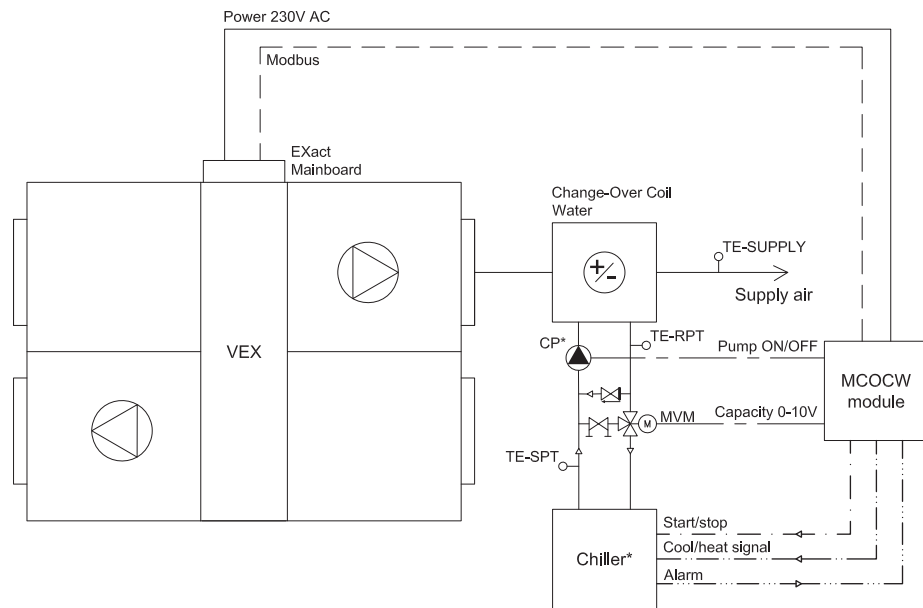 Power 230V AC
Modbus
EXact
Mainboard
Change-Over Coil
Water
+/-
TE-SUPPLY
Supply air
VEX
CP*
TE-RPT
Pump ON/OFF
MCOCW
module
M
MVM
Capacity 0-10V
TE-SPT
Start/stop
Cool/heat signal
Alarm
Chiller*